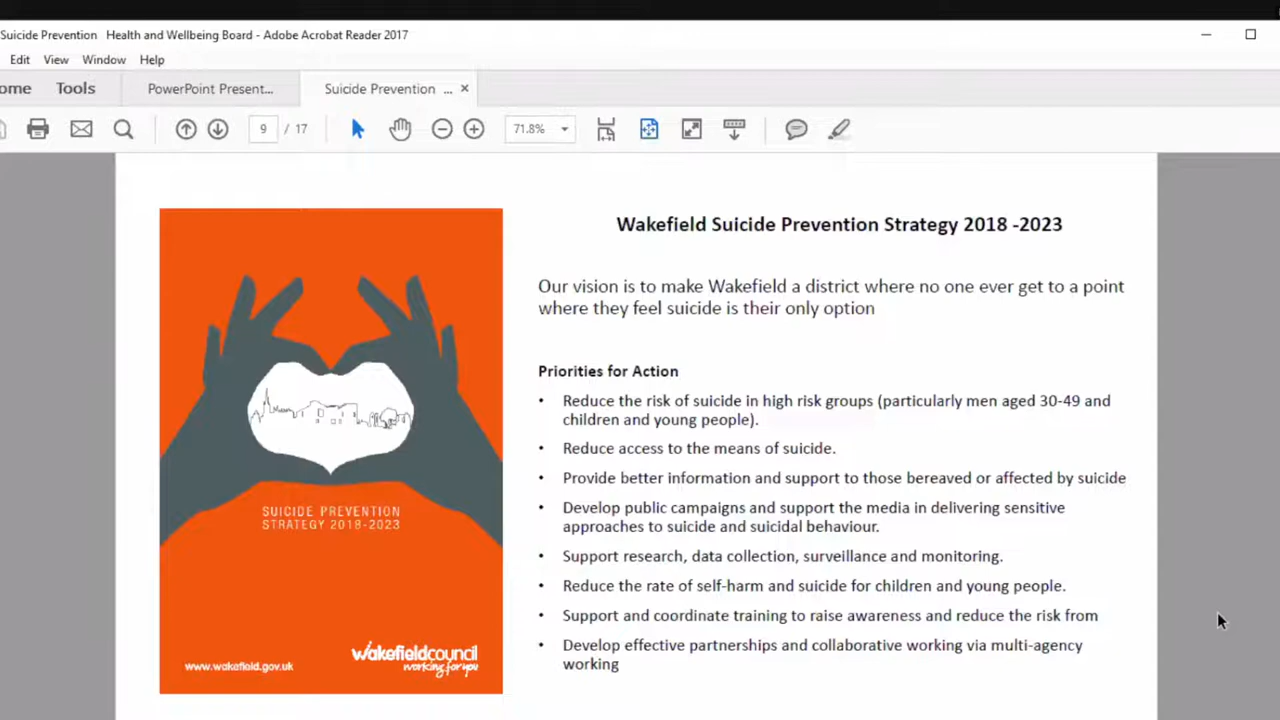 Suicide Prevention Health and Wellbeing Board - Adobe Acrobat Reader 2017
Edit View Window Help
ome Tools PowerPoint Present... Suicide Prevention ... ×
9 / 17 71.8%
Wakefield Suicide Prevention Strategy 2018 -2023
Our vision is to make Wakefield a district where no one ever get to a point
where they feel suicide is their only option
Priorities for Action
• Reduce the risk of suicide in high risk groups (particularly men aged 30-49 and
children and young people).
• Reduce access to the means of suicide.
• Provide better information and support to those bereaved or affected by suicide
• Develop public campaigns and support the media in delivering sensitive
approaches to suicide and suicidal behaviour.
• Support research, data collection, surveillance and monitoring.
• Reduce the rate of self-harm and suicide for children and young people.
• Support and coordinate training to raise awareness and reduce the risk from
• Develop effective partnerships and collaborative working via multi-agency
working
SUICIDE PREVENTION
STRATEGY 2018-2023
www.wakefield.gov.uk
wakefieldcouncil
working for you